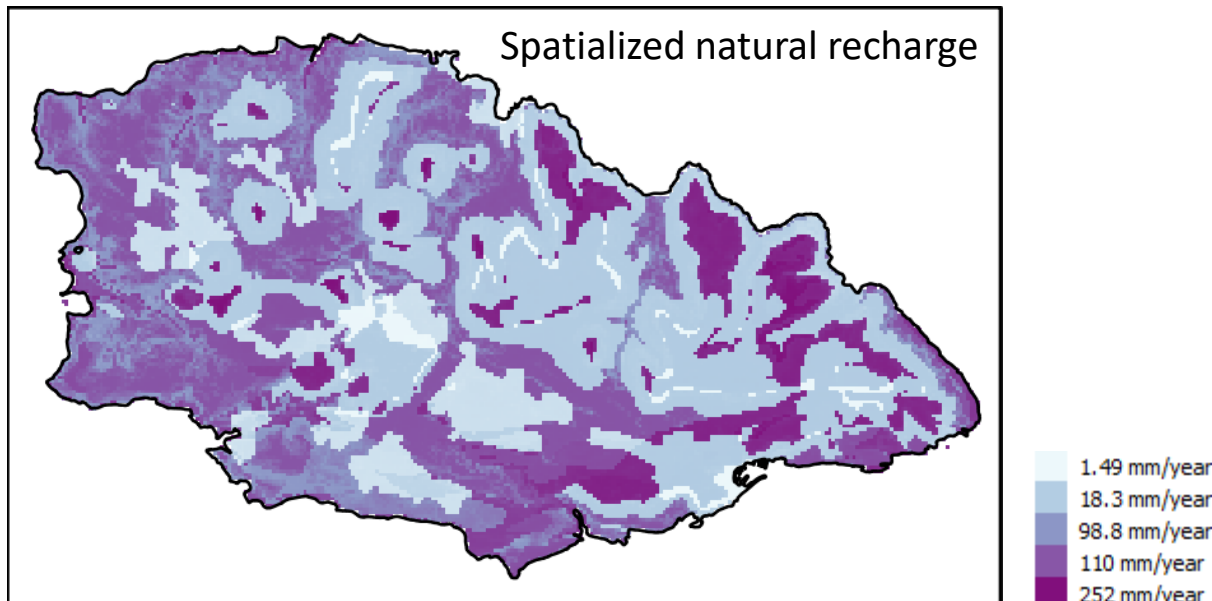 Spatialized natural recharge
1.49 mm/year
18.3 mm/year
98.8 mm/year
110 mm/year
252 mm/year